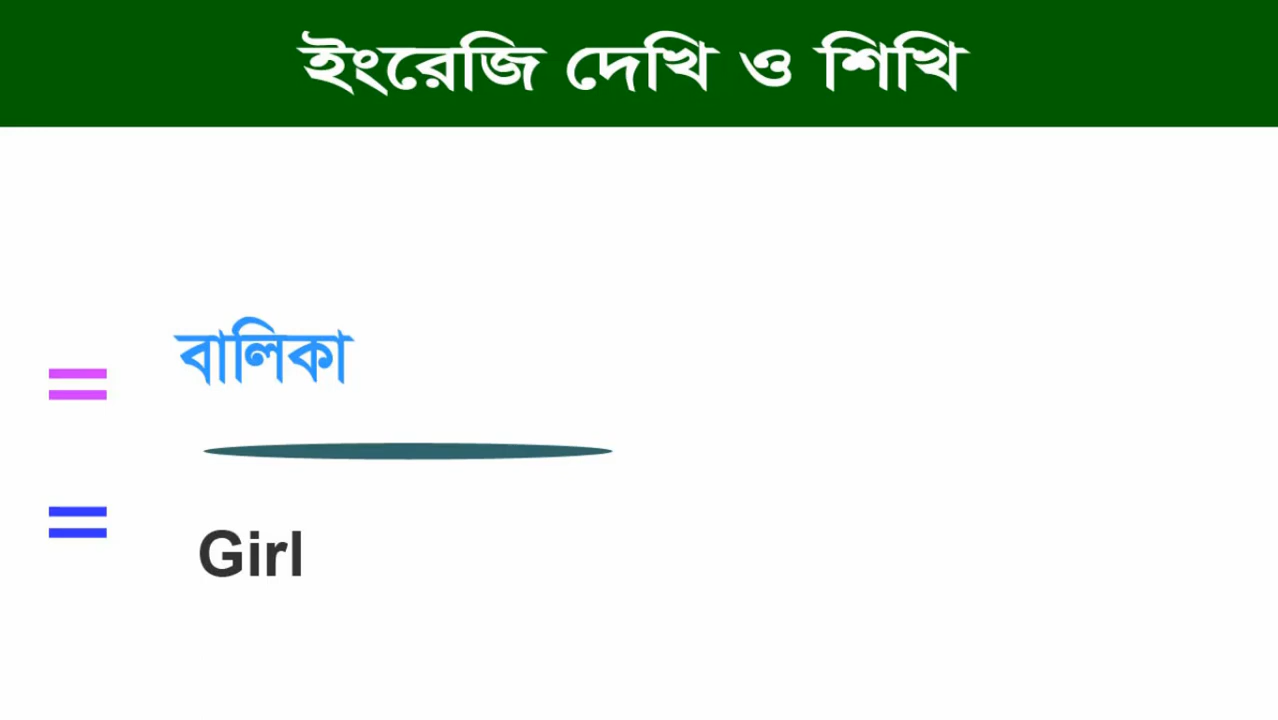 ইংরেজি দেখি ও শিখি
= বালিকা
= Girl